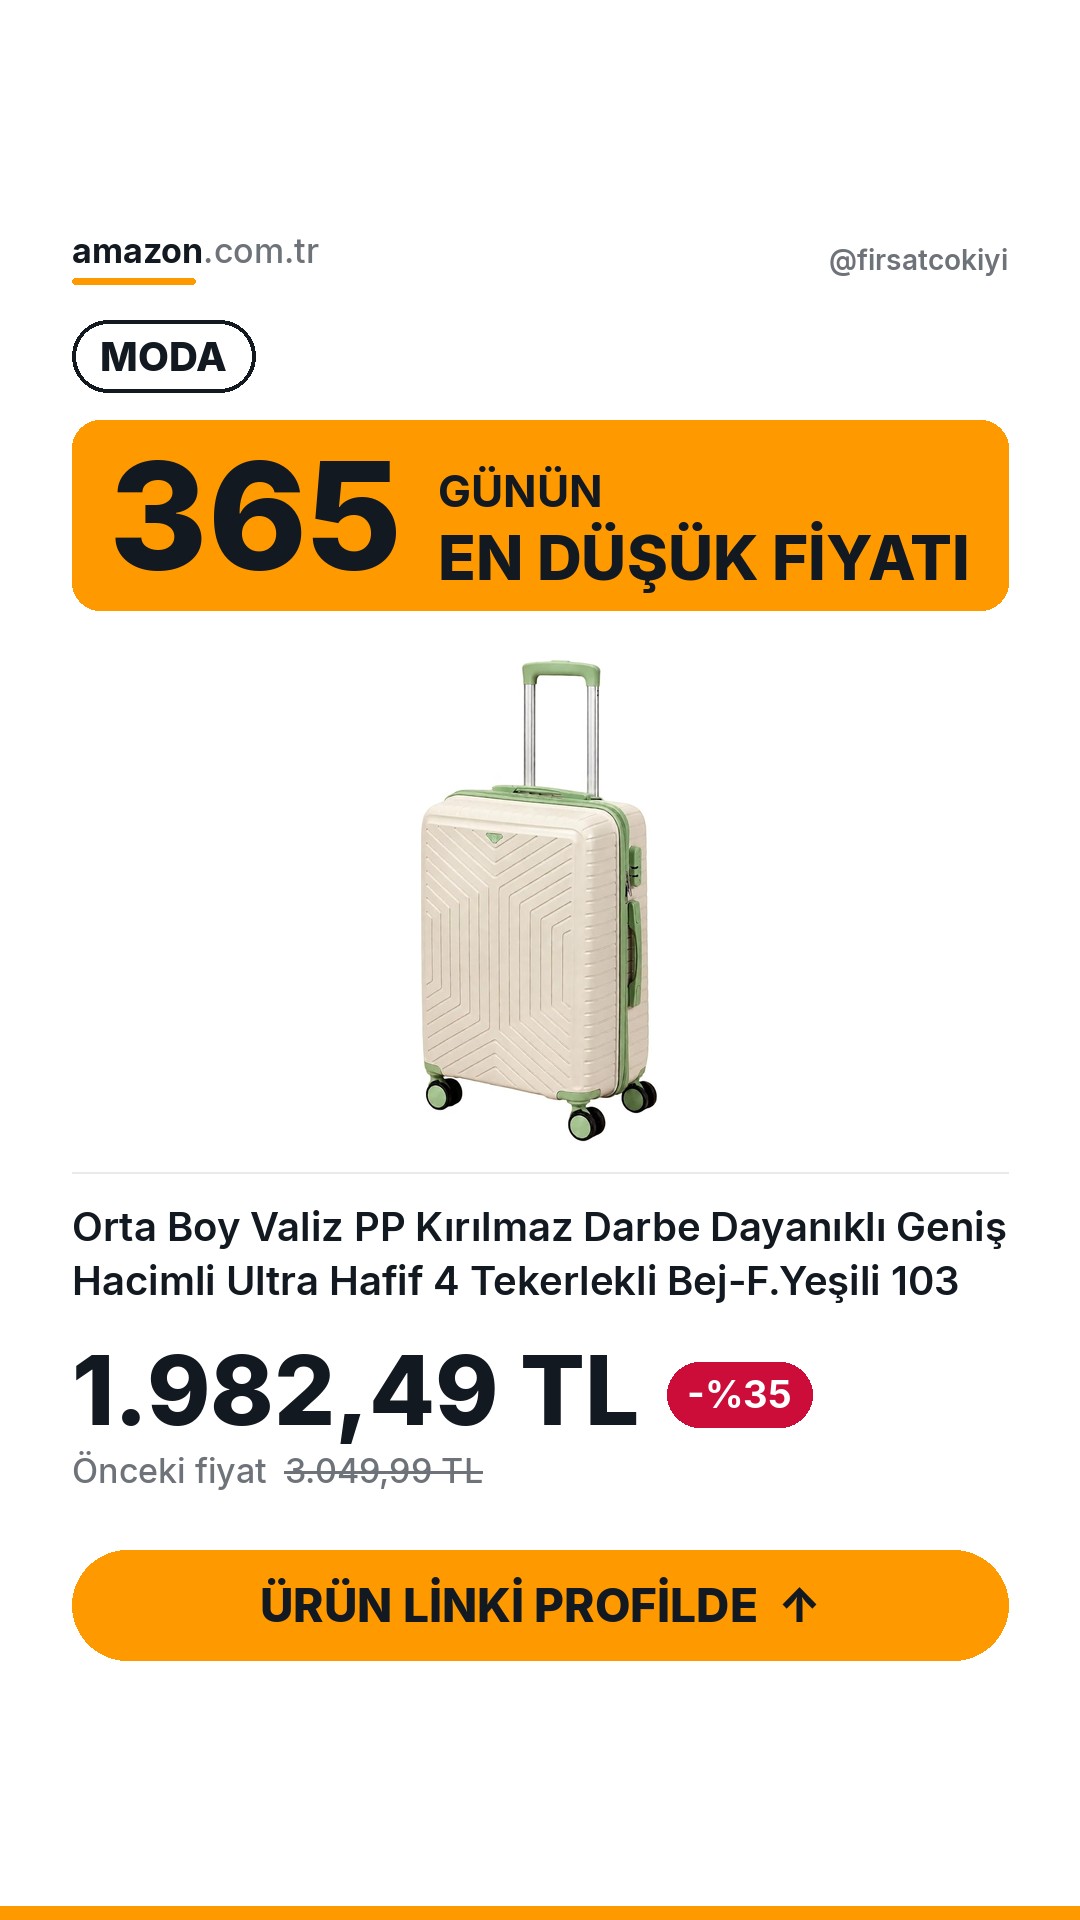 amazon.com.tr
@firsatcokiyi
MODA
365 GÜNÜN
EN DÜŞÜK FİYATI
Orta Boy Valiz PP Kırılmaz Darbe Dayanıklı Geniş
Hacimli Ultra Hafif 4 Tekerlekli Bej-F.Yeşili 103
1.982,49 TL -%35
Önceki fiyat 3.049,99 TL
ÜRÜN LİNKİ PROFİLDE ↑